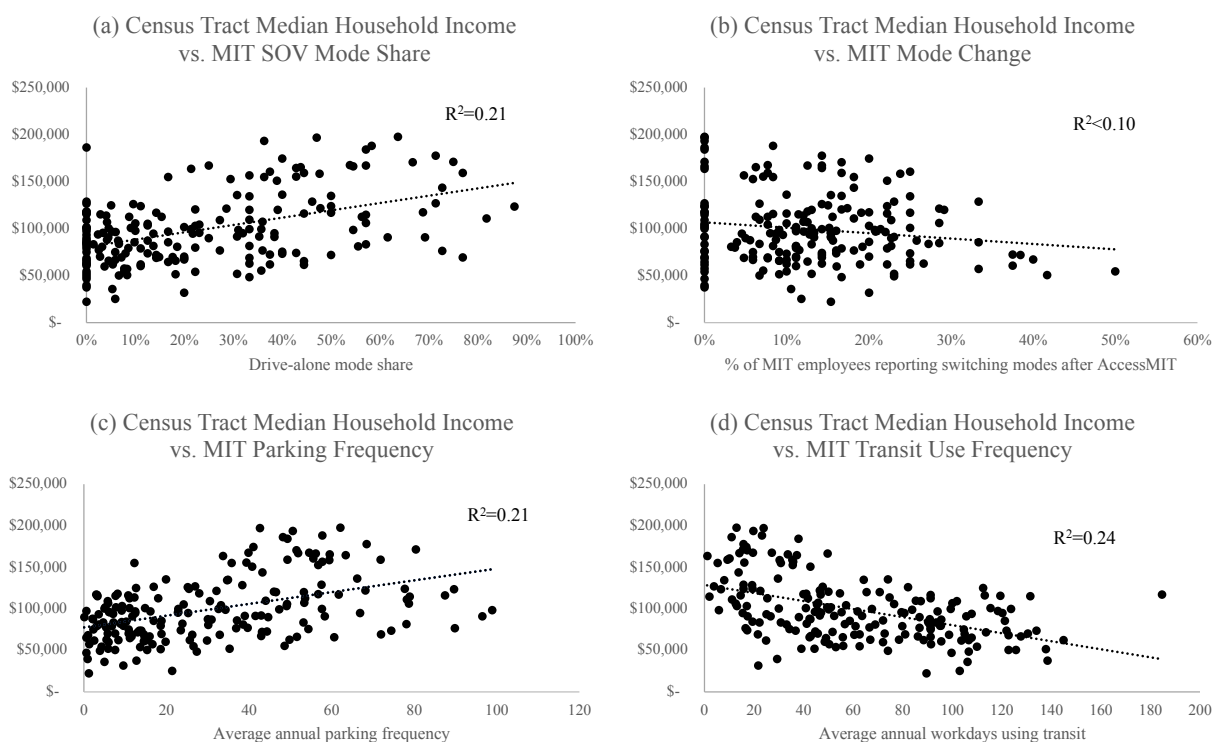 (a) Census Tract Median Household Income
vs. MIT SOV Mode Share
$250,000
$200,000
$150,000
$100,000
$50,000
$-
R²=0.21
0% 10% 20% 30% 40% 50% 60% 70% 80% 90% 100%
Drive-alone mode share
(b) Census Tract Median Household Income
vs. MIT Mode Change
$250,000
$200,000
$150,000
$100,000
$50,000
$-
R²<0.10
0% 10% 20% 30% 40% 50% 60%
% of MIT employees reporting switching modes after AccessMIT
(c) Census Tract Median Household Income
vs. MIT Parking Frequency
$250,000
$200,000
$150,000
$100,000
$50,000
$-
R²=0.21
0 20 40 60 80 100 120
Average annual parking frequency
(d) Census Tract Median Household Income
vs. MIT Transit Use Frequency
$250,000
$200,000
$150,000
$100,000
$50,000
$-
R²=0.24
0 20 40 60 80 100 120 140 160 180 200
Average annual workdays using transit